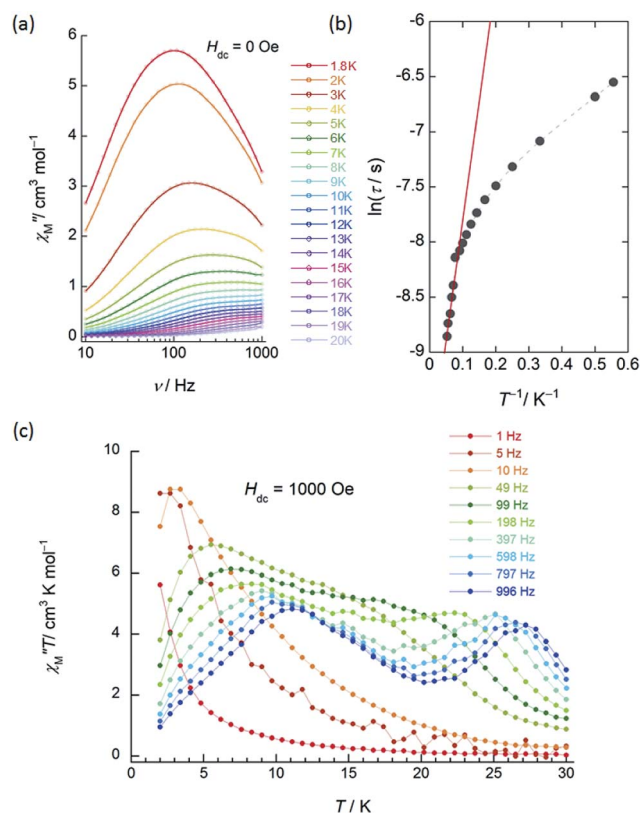 (a)
H_dc = 0 Oe
6
5
4
3
2
1
0
χ_M"/ cm³ mol⁻¹
10
100
1000
ν / Hz
1.8K
2K
3K
4K
5K
6K
7K
8K
9K
10K
11K
12K
13K
14K
15K
16K
17K
18K
19K
20K
(b)
-6
-6.5
-7
-7.5
-8
-8.5
-9
ln(τ / s)
0 0.1 0.2 0.3 0.4 0.5 0.6
T⁻¹/ K⁻¹
(c)
10
8
6
4
2
0
χ_M"T/ cm³ K mol⁻¹
H_dc = 1000 Oe
1 Hz
5 Hz
10 Hz
49 Hz
99 Hz
198 Hz
397 Hz
598 Hz
797 Hz
996 Hz
0 5 10 15 20 25 30
T / K